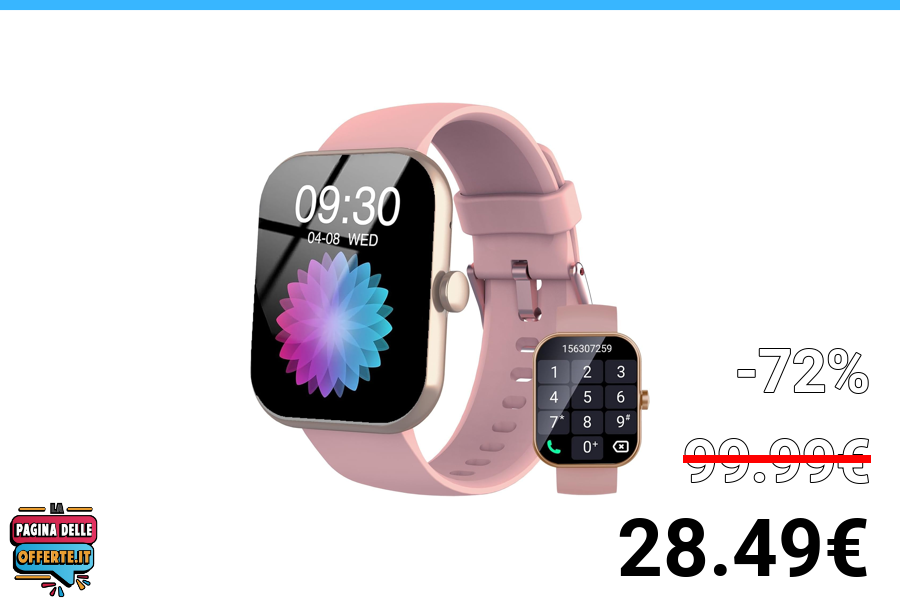 09:30
04-08 WED
156307259
1 2 3
4 5 6
7* 8 9#
0+
-72%
99.99€
28.49€
LA
PAGINA DELLE
OFFERTE.IT